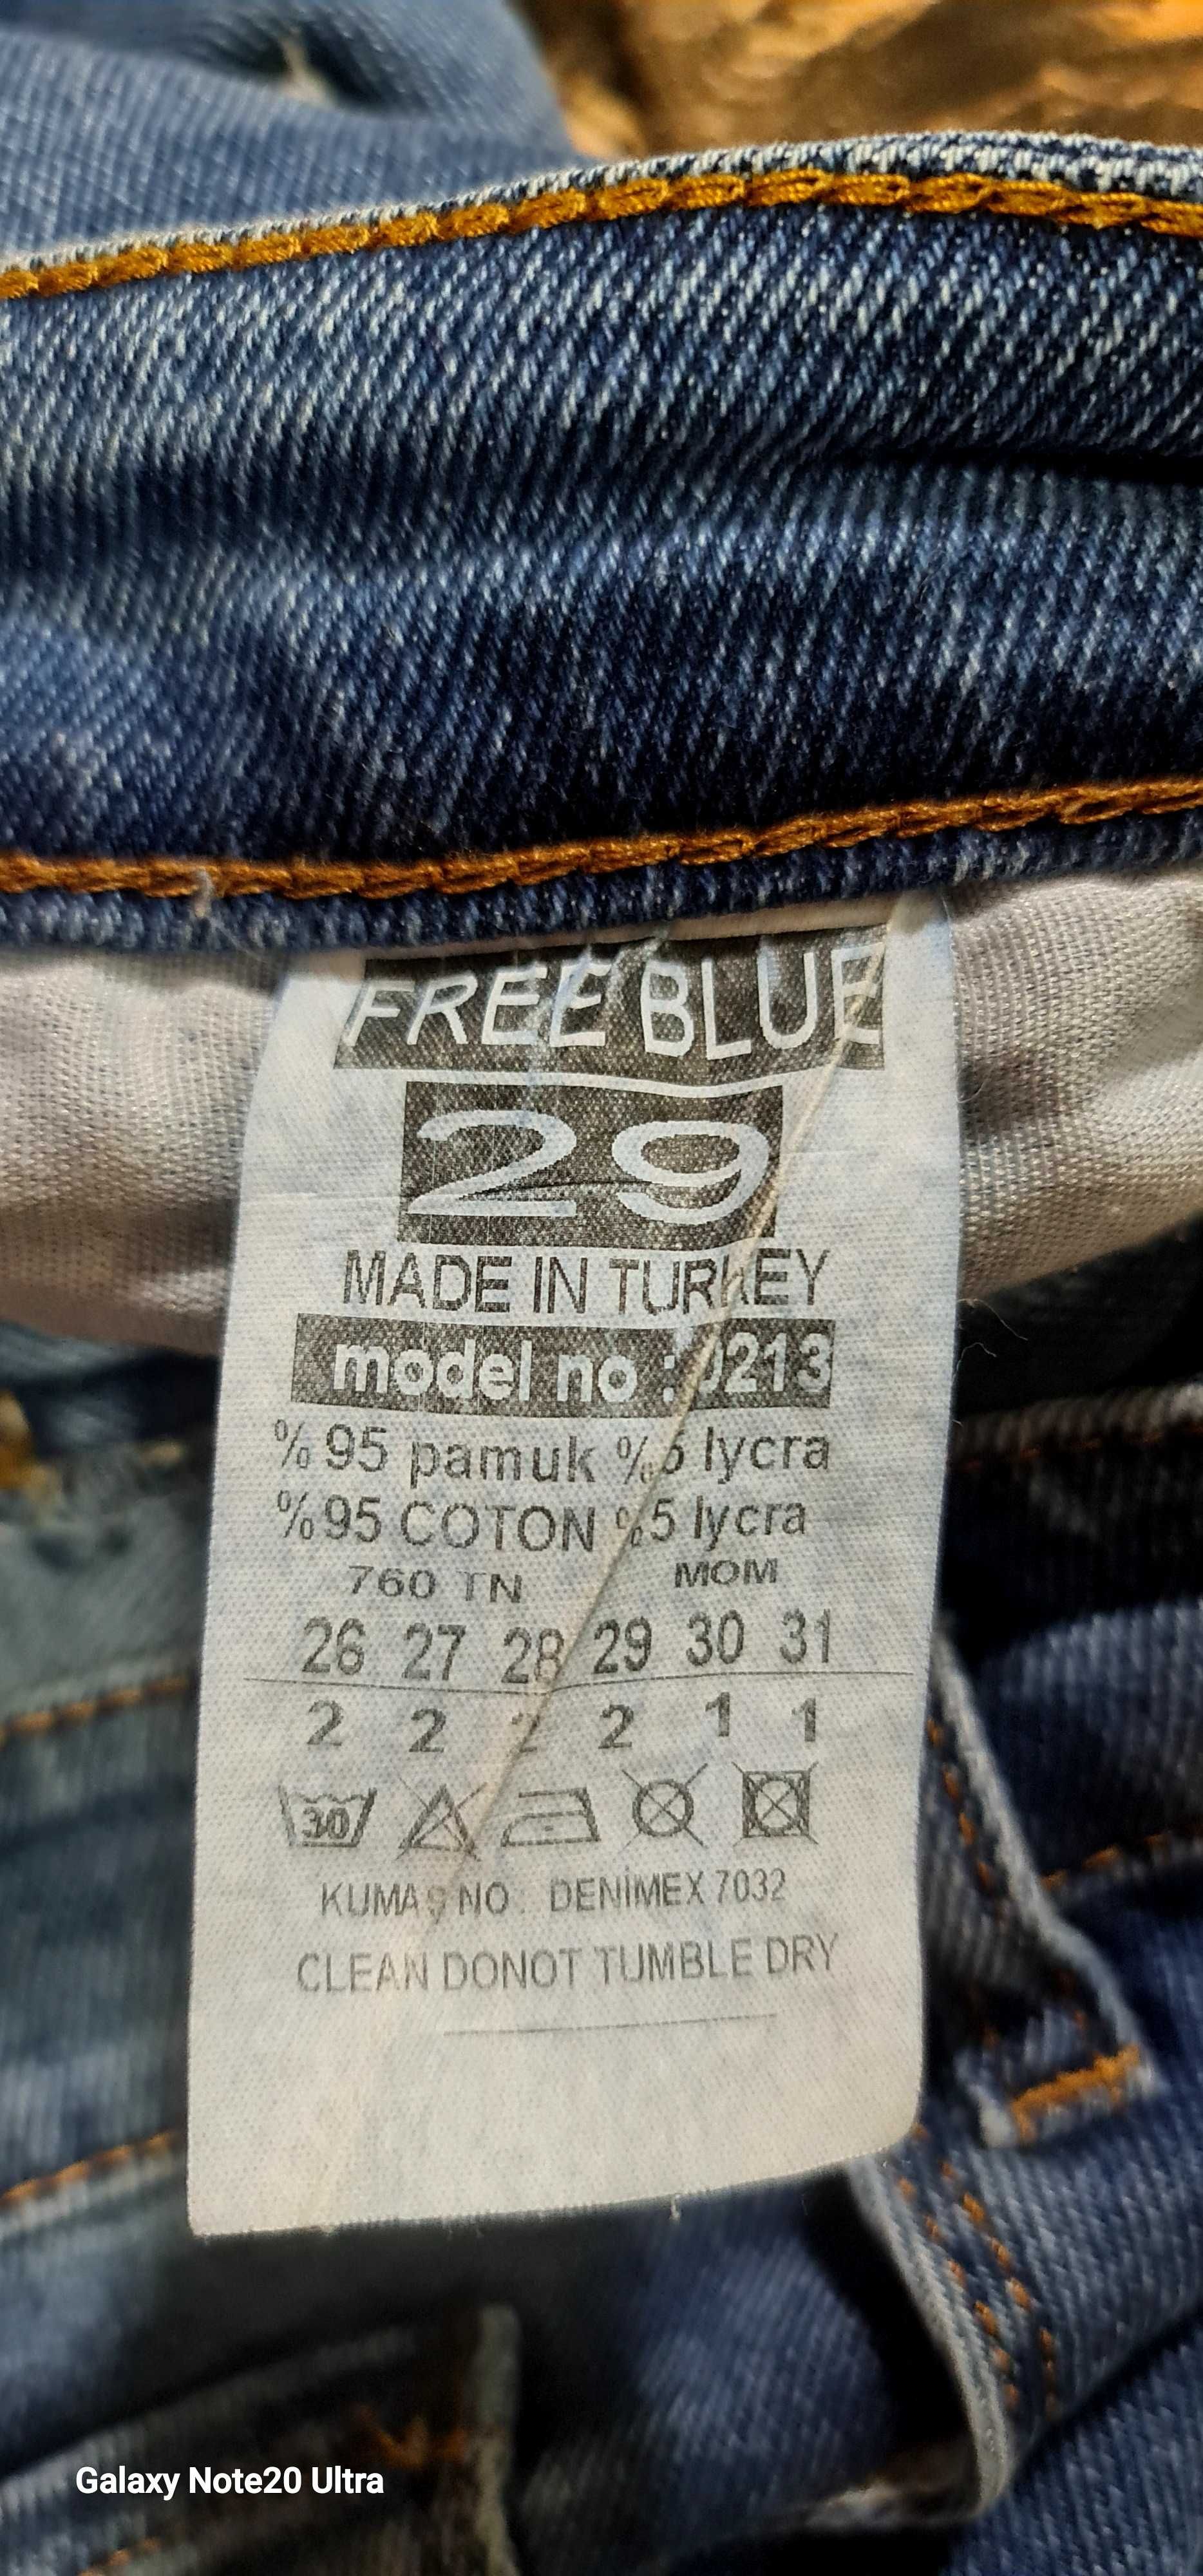 FREE BLUE
29
MADE IN TURKEY
model no : 0213
%95 pamuk %5 lycra
%95 COTON %5 lycra
760 TN MOM
26 27 28 29 30 31
2 2 2 2 1 1
30
KUMAŞ NO : DENİMEX 7032
CLEAN DONOT TUMBLE DRY
Galaxy Note20 Ultra